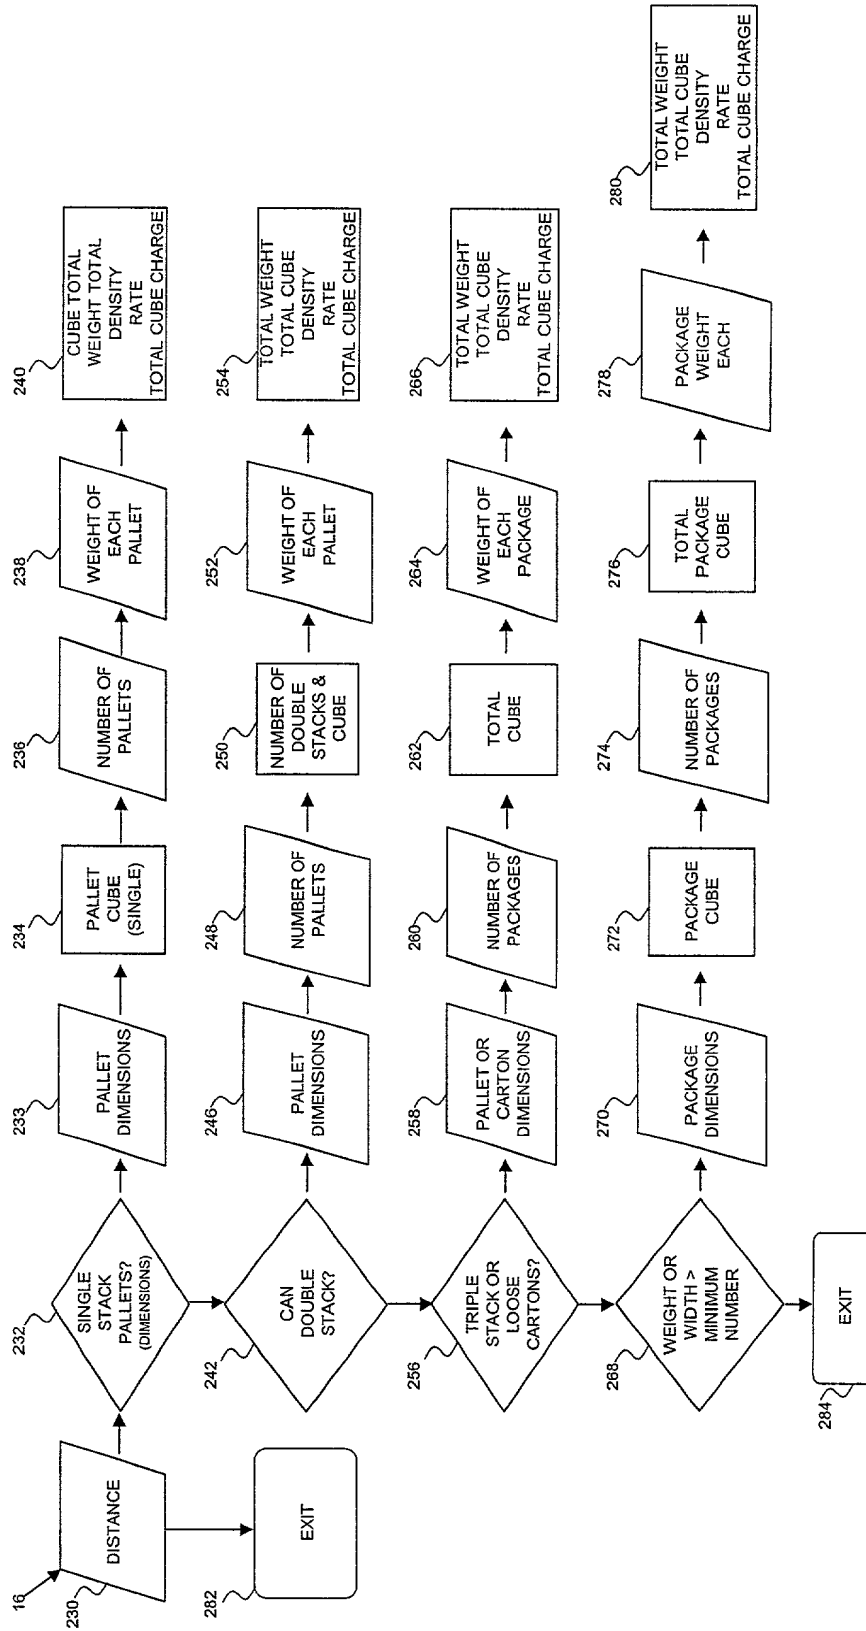 16
230
DISTANCE
282
EXIT
232
SINGLE
STACK
PALLETS?
(DIMENSIONS)
233
PALLET
DIMENSIONS
234
PALLET
CUBE
(SINGLE)
236
NUMBER OF
PALLETS
238
WEIGHT OF
EACH
PALLET
240
CUBE TOTAL
WEIGHT TOTAL
DENSITY
RATE
TOTAL CUBE CHARGE
242
CAN
DOUBLE
STACK?
246
PALLET
DIMENSIONS
248
NUMBER OF
PALLETS
250
NUMBER OF
DOUBLE
STACKS &
CUBE
252
WEIGHT OF
EACH
PALLET
254
TOTAL WEIGHT
TOTAL CUBE
DENSITY
RATE
TOTAL CUBE CHARGE
256
TRIPLE
STACK OR
LOOSE
CARTONS?
258
PALLET OR
CARTON
DIMENSIONS
260
NUMBER OF
PACKAGES
262
TOTAL
CUBE
264
WEIGHT OF
EACH
PACKAGE
266
TOTAL WEIGHT
TOTAL CUBE
DENSITY
RATE
TOTAL CUBE CHARGE
268
WEIGHT OR
WIDTH >
MINIMUM
NUMBER
270
PACKAGE
DIMENSIONS
272
PACKAGE
CUBE
274
NUMBER OF
PACKAGES
276
TOTAL
PACKAGE
CUBE
278
PACKAGE
WEIGHT
EACH
280
TOTAL WEIGHT
TOTAL CUBE
DENSITY
RATE
TOTAL CUBE CHARGE
284
EXIT